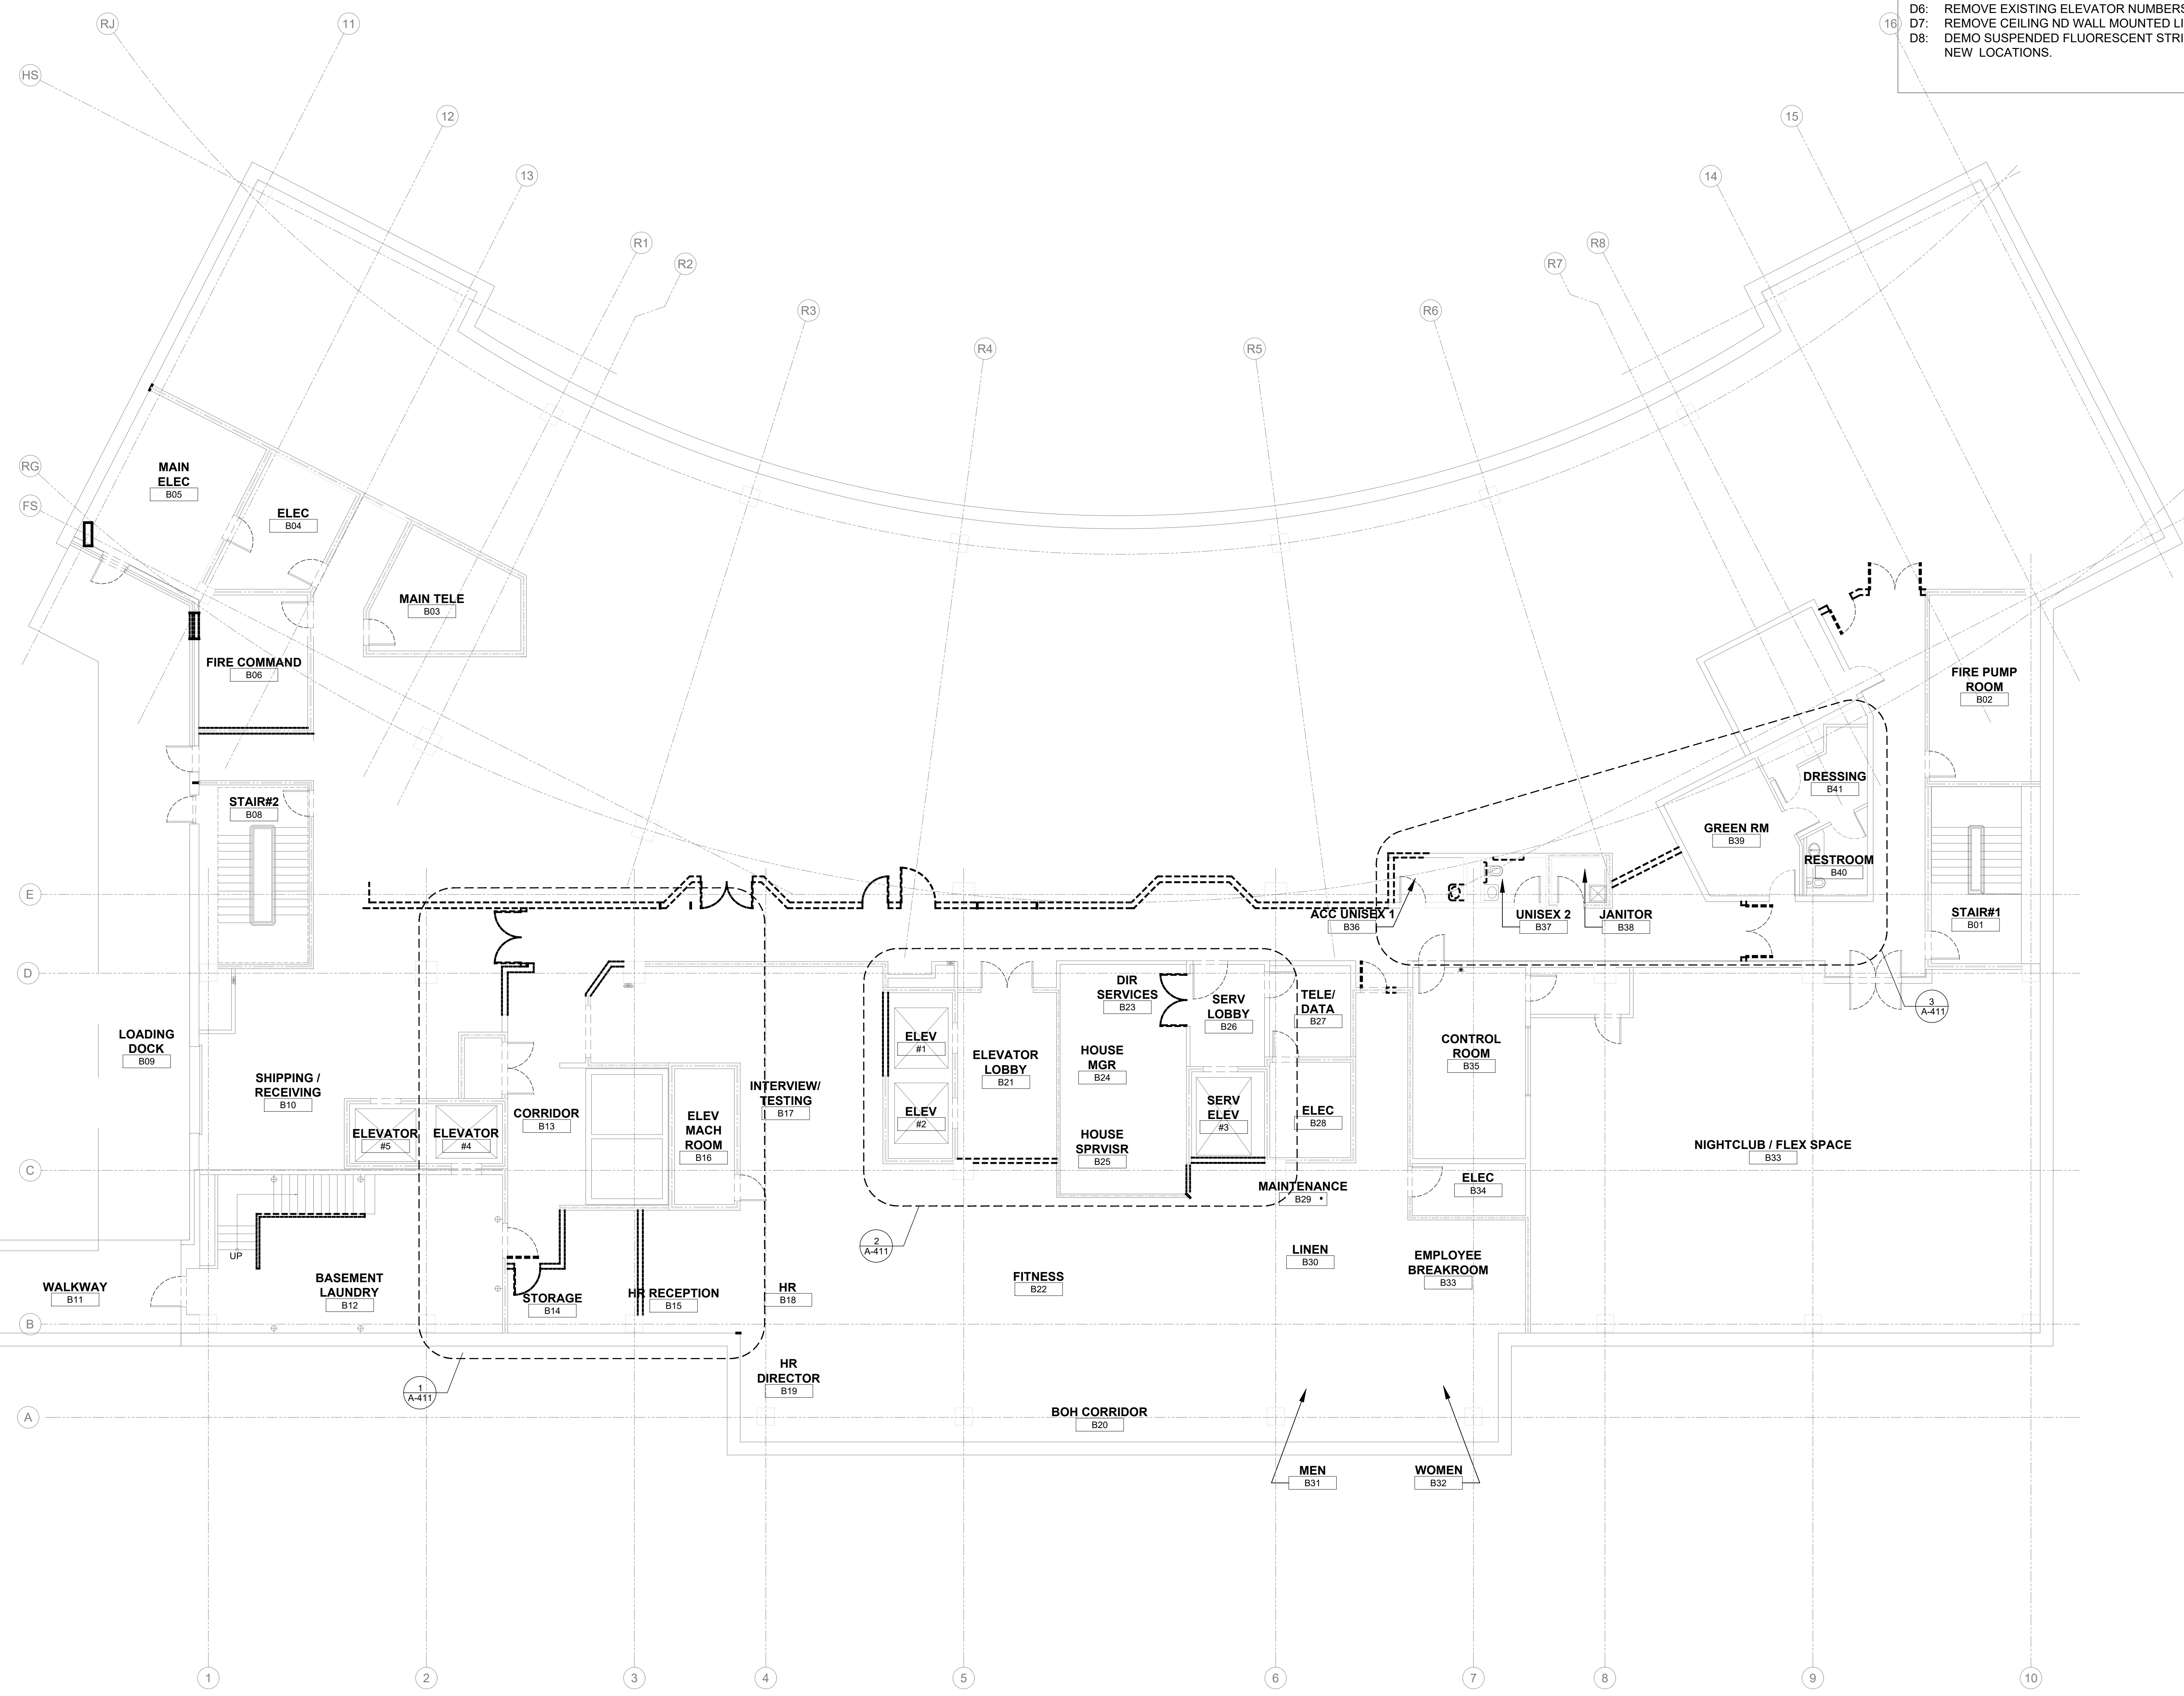 D6: REMOVE EXISTING ELEVATOR NUMBERS
D7: REMOVE CEILING ND WALL MOUNTED LI
D8: DEMO SUSPENDED FLUORESCENT STRI
NEW LOCATIONS.
RJ
11
16
HS
12
15
13
14
R1
R8
R2
R7
R3
R6
R4
R5
RG
FS
MAIN
ELEC
B05
ELEC
B04
MAIN TELE
B03
FIRE COMMAND
B06
FIRE PUMP
ROOM
B02
STAIR#2
B08
DRESSING
B41
GREEN RM
B39
RESTROOM
B40
E
ACC UNISEX 1
B36
UNISEX 2
B37
JANITOR
B38
STAIR#1
B01
D
3
A-411
LOADING
DOCK
B09
SHIPPING /
RECEIVING
B10
ELEVATOR
#5
ELEVATOR
#4
CORRIDOR
B13
ELEV
MACH
ROOM
B16
INTERVIEW/
TESTING
B17
ELEV
#1
ELEV
#2
ELEVATOR
LOBBY
B21
DIR
SERVICES
B23
HOUSE
MGR
B24
HOUSE
SPRVISR
B25
SERV
LOBBY
B26
SERV
ELEV
#3
TELE/
DATA
B27
ELEC
B28
CONTROL
ROOM
B35
NIGHTCLUB / FLEX SPACE
B33
C
MAINTENANCE
B29
ELEC
B34
2
A-411
UP
WALKWAY
B11
BASEMENT
LAUNDRY
B12
STORAGE
B14
HR RECEPTION
B15
HR
B18
FITNESS
B22
LINEN
B30
EMPLOYEE
BREAKROOM
B33
B
HR
DIRECTOR
B19
1
A-411
A
BOH CORRIDOR
B20
MEN
B31
WOMEN
B32
1
2
3
4
5
6
7
8
9
10